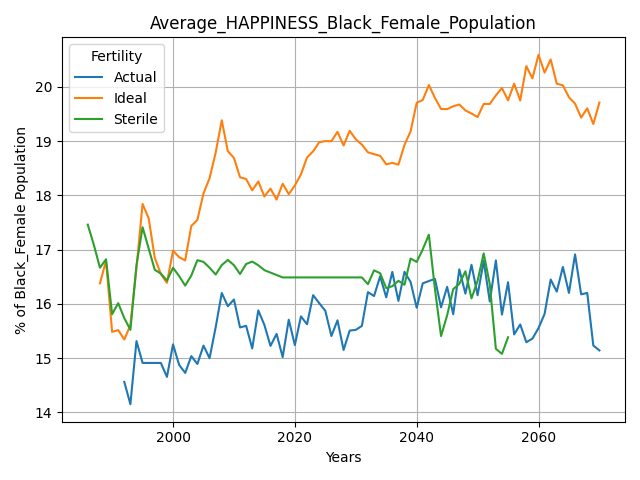 Average_HAPPINESS_Black_Female_Population
Fertility
Actual
Ideal
Sterile
% of Black_Female Population
20
19
18
17
16
15
14
2000 2020 2040 2060
Years